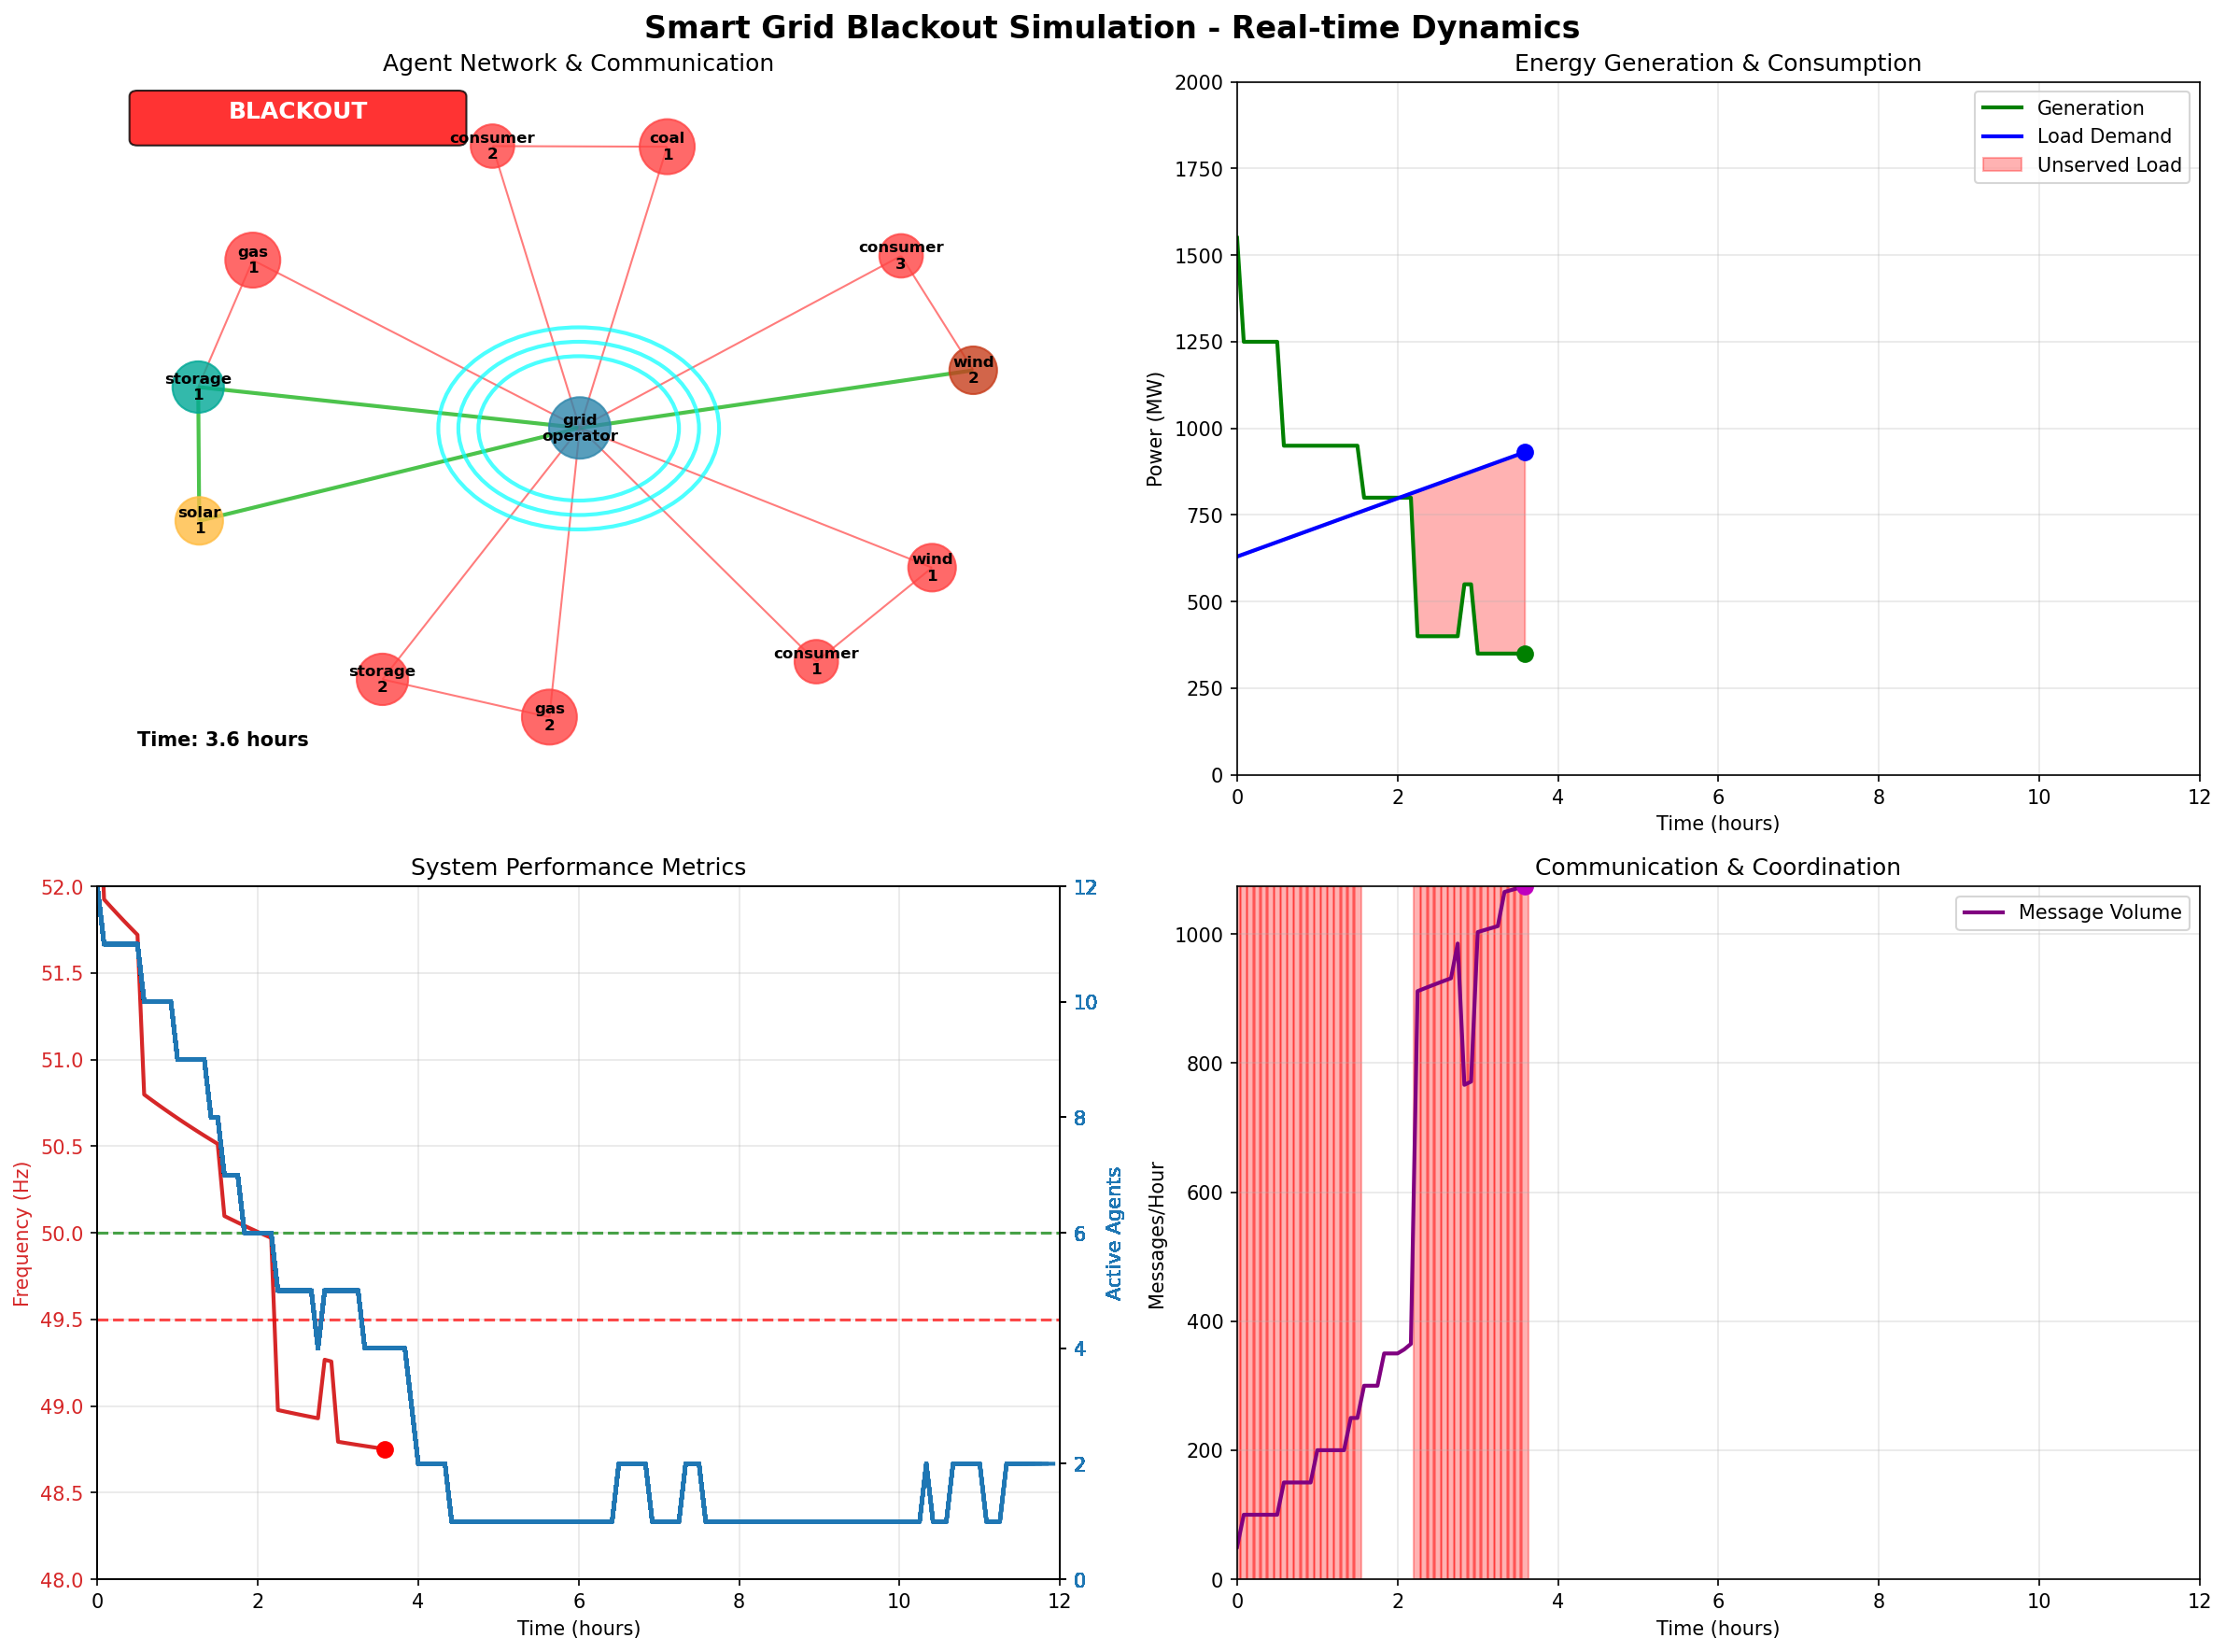 Smart Grid Blackout Simulation - Real-time Dynamics
Agent Network & Communication
BLACKOUT
consumer
2
coal
1
gas
1
consumer
3
storage
1
wind
2
grid
operator
solar
1
wind
1
consumer
1
storage
2
gas
2
Time: 3.6 hours
Energy Generation & Consumption
Generation
Load Demand
Unserved Load
Power (MW)
2000
1750
1500
1250
1000
750
500
250
0
0 2 4 6 8 10 12
Time (hours)
System Performance Metrics
Frequency (Hz)
52.0
51.5
51.0
50.5
50.0
49.5
49.0
48.5
48.0
12
10
8
6
4
2
0
Active Agents
0 2 4 6 8 10 12
Time (hours)
Communication & Coordination
Message Volume
Messages/Hour
1000
800
600
400
200
0
0 2 4 6 8 10 12
Time (hours)